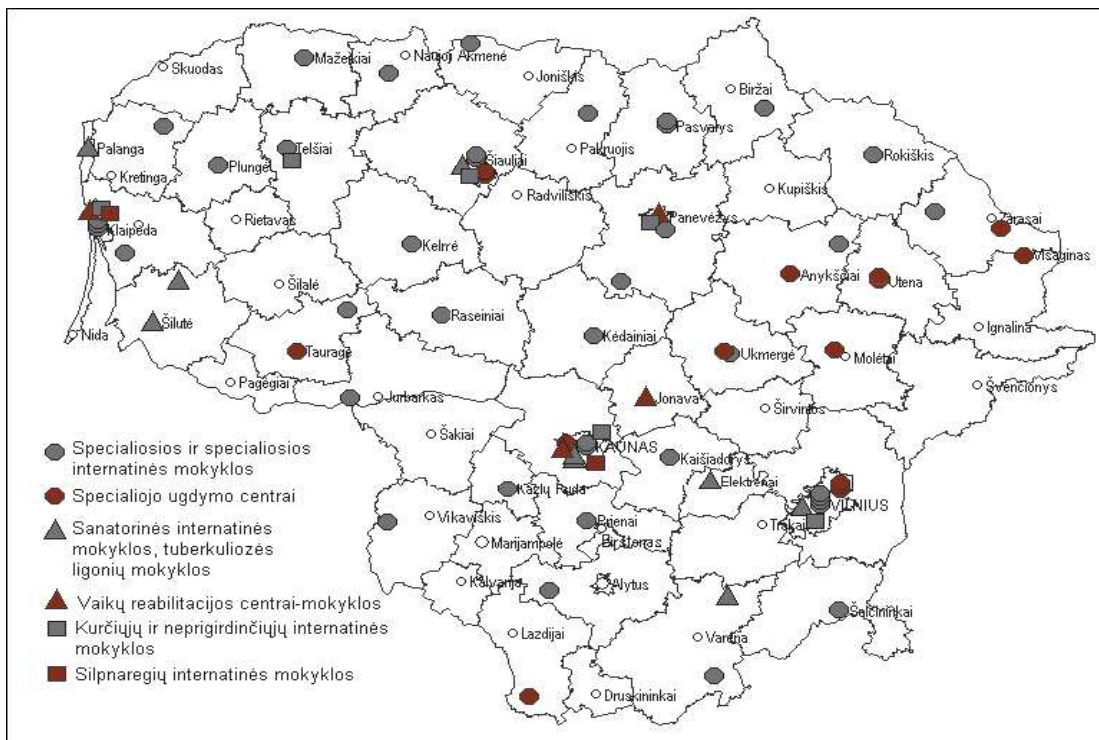 Skuodas
Mažeikiai
Naujoj Akmenė
Joniškis
Biržai
Pasvalys
Palanga
Telšiai
Plungė
Šiauliai
Pakruojis
Rokiškis
Kretinga
Radviliškis
Kupiškis
Klaipėda
Rietavas
Panevėžys
Zarasai
Kelmė
Visaginas
Anykščiai
Utena
Šilalė
Šilutė
Raseiniai
Nida
Kėdainiai
Ignalina
Tauragė
Ukmergė
Molėtai
Pagėgiai
Jurbarkas
Jonava
Švenčionys
Širvintos
Šakiai
KAUNAS
Kaišiadorys
Elektrėnai
Kazlų Rūda
VILNIUS
Vilkaviškis
Prienai
Trakai
Marijampolė
Birštonas
Kalvarija
Alytus
Šalčininkai
Lazdijai
Varėna
Druskininkai
Specialiosios ir specialiosios
internatinės mokyklos
Specialiojo ugdymo centrai
Sanatorinės internatinės
mokyklos, tuberkuliozės
ligonių mokyklos
Vaikų reabilitacijos centrai-mokyklos
Kurčiųjų ir neprigirdinčiųjų internatinės
mokyklos
Silpnaregių internatinės mokyklos